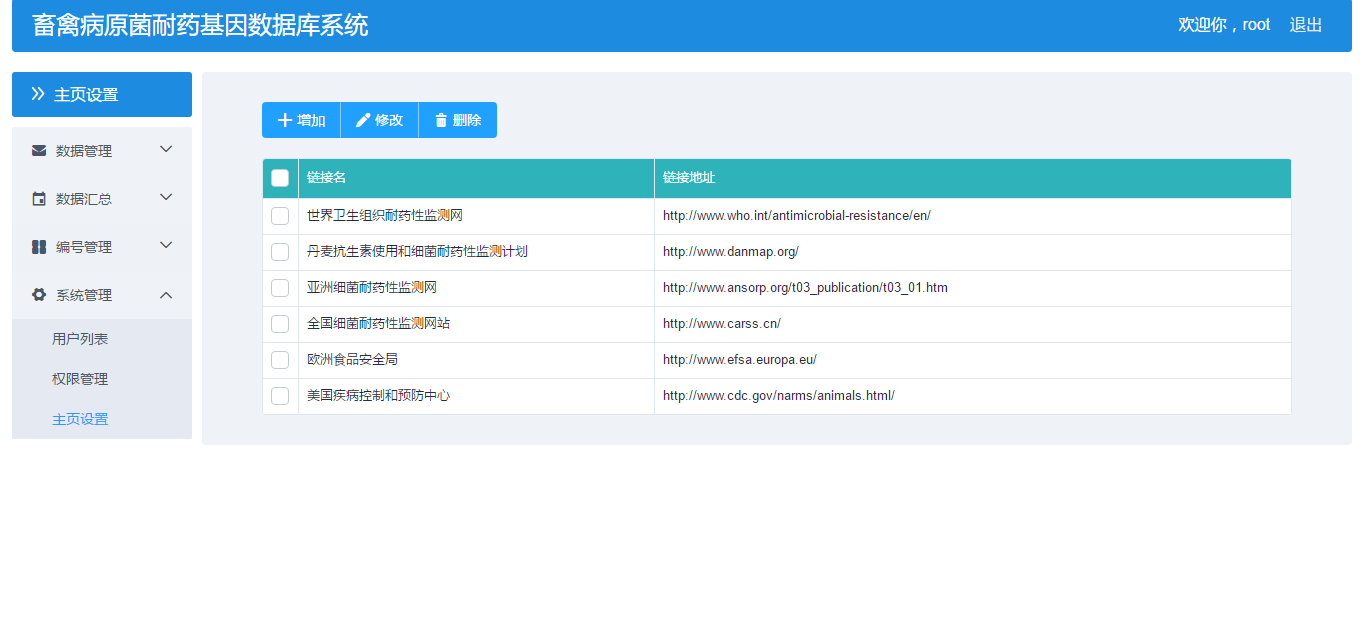 畜禽病原菌耐药基因数据库系统 欢迎你，root 退出
主页设置
数据管理
数据汇总
编号管理
系统管理
用户列表
权限管理
主页设置
增加 修改 删除
链接名 链接地址
世界卫生组织耐药性监测网 http://www.who.int/antimicrobial-resistance/en/
丹麦抗生素使用和细菌耐药性监测计划 http://www.danmap.org/
亚洲细菌耐药性监测网 http://www.ansorp.org/t03_publication/t03_01.htm
全国细菌耐药性监测网站 http://www.carss.cn/
欧洲食品安全局 http://www.efsa.europa.eu/
美国疾病控制和预防中心 http://www.cdc.gov/narms/animals.html/